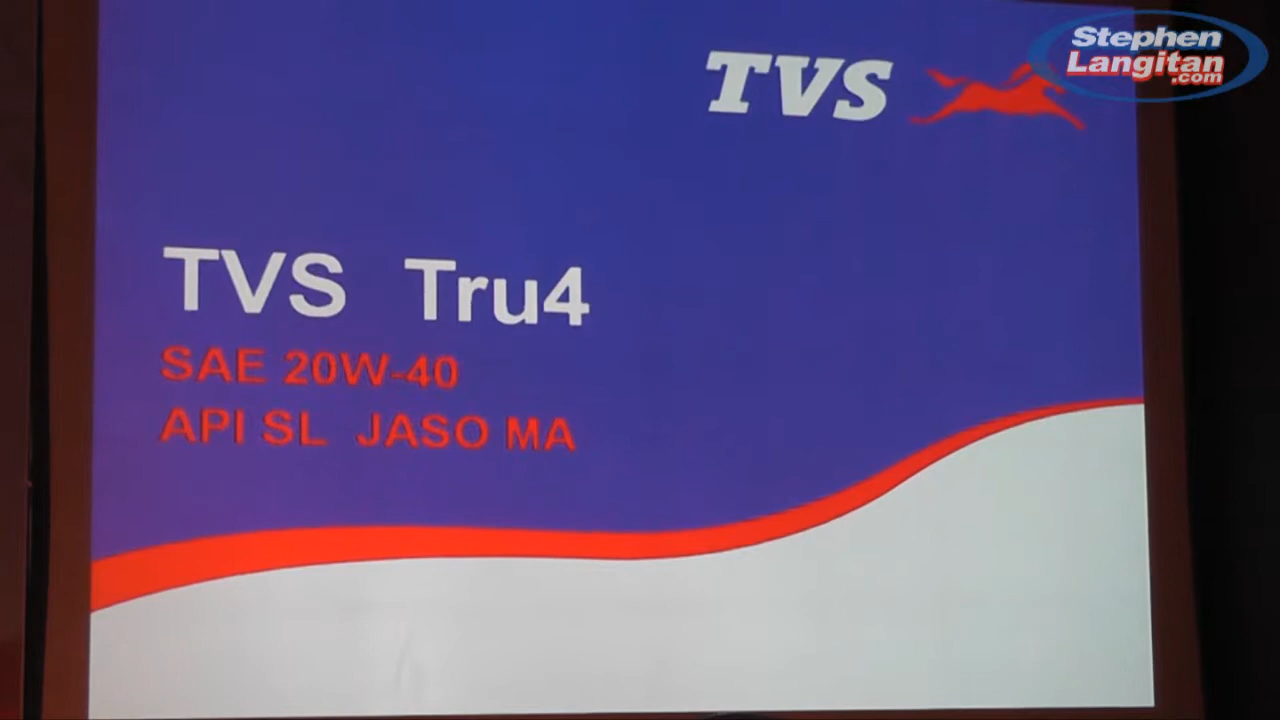 Stephen
Langitan
.com
TVS
TVS Tru4
SAE 20W-40
API SL JASO MA